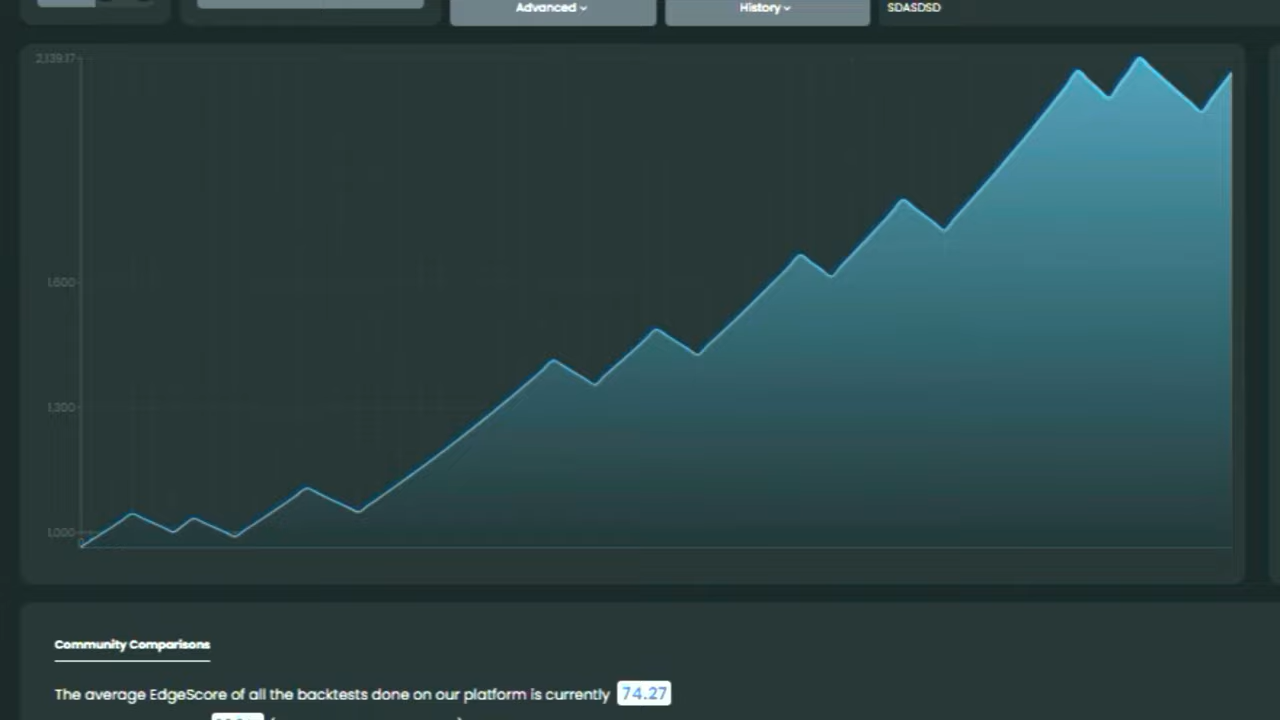 Advanced
History
SDASDSD
2,139.17
1,600
1,300
1,000
Community Comparisons
The average EdgeScore of all the backtests done on our platform is currently 74.27